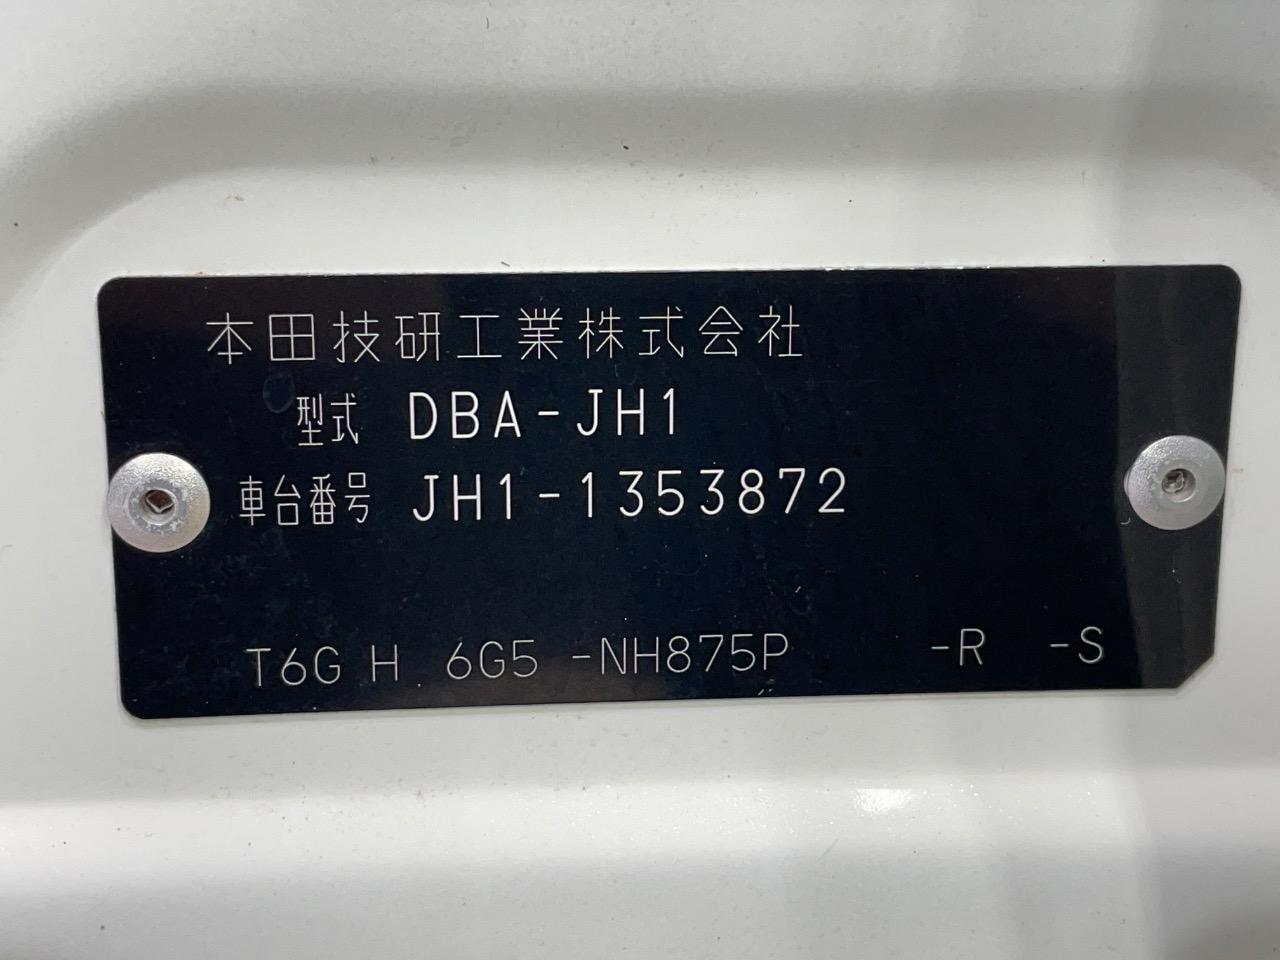 本田技研工業株式会社
型式 DBA-JH1
車台番号 JH1-1353872
T6G H 6G5 -NH875P -R -S